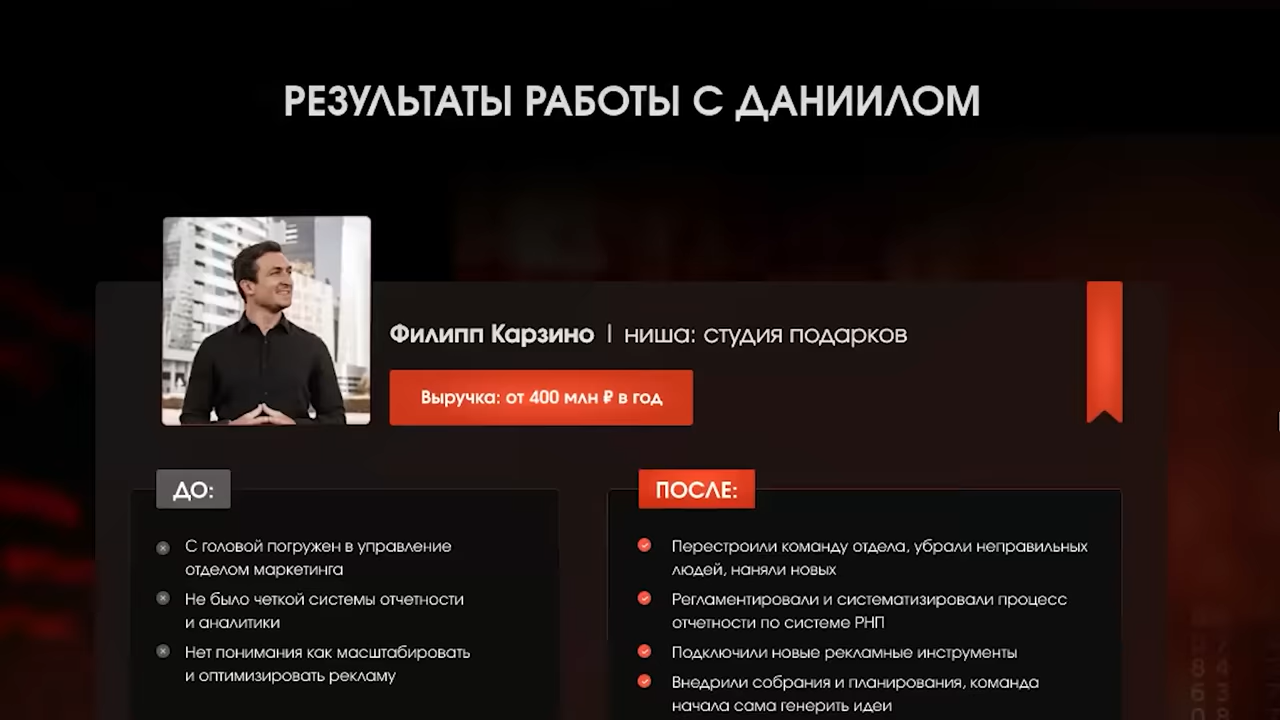 РЕЗУЛЬТАТЫ РАБОТЫ С ДАНИИЛОМ
Филипп Карзино | ниша: студия подарков
Выручка: от 400 млн ₽ в год
ДО:
С головой погружен в управление
отделом маркетинга
Не было четкой системы отчетности
и аналитики
Нет понимания как масштабировать
и оптимизировать рекламу
ПОСЛЕ:
Перестроили команду отдела, убрали неправильных
людей, наняли новых
Регламентировали и систематизировали процесс
отчетности по системе РНП
Подключили новые рекламные инструменты
Внедрили собрания и планирования, команда
начала сама генерить идеи